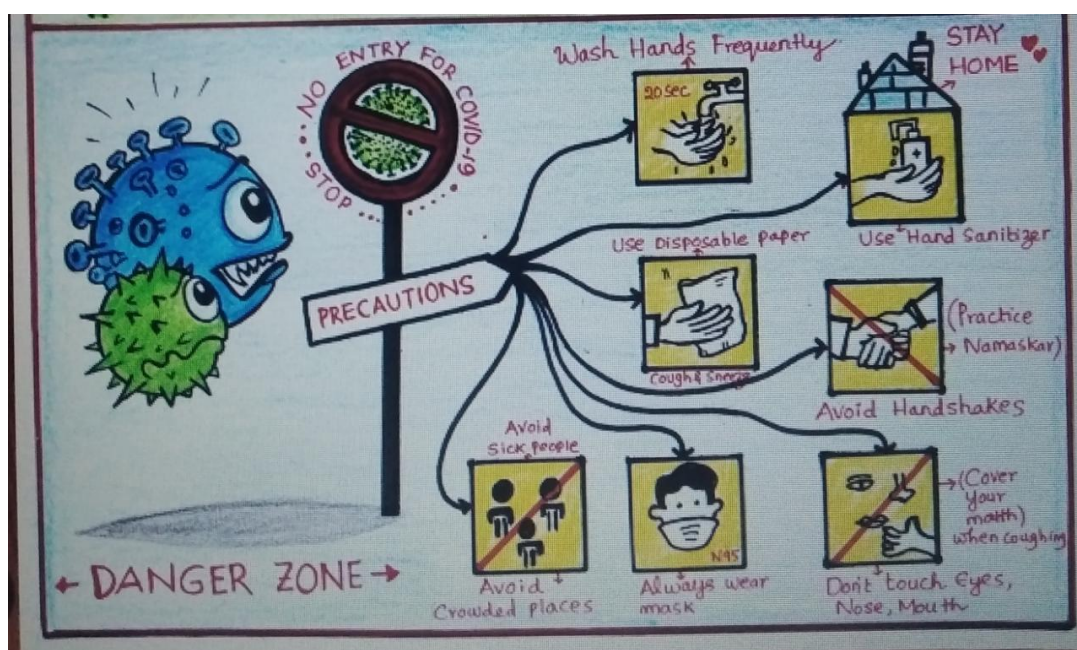 NO ENTRY FOR COVID-19
STOP
PRECAUTIONS
← DANGER ZONE →
Wash Hands Frequently
20 sec
STAY
HOME
Use Hand Sanitizer
Use Disposable paper
Cough & Sneeze
(Practice
Namaskar)
Avoid Handshakes
Avoid
Sick People
Avoid
Crowded places
N95
Always wear
mask
(Cover
your
when coughing
Don't touch Eyes,
Nose, Mouth